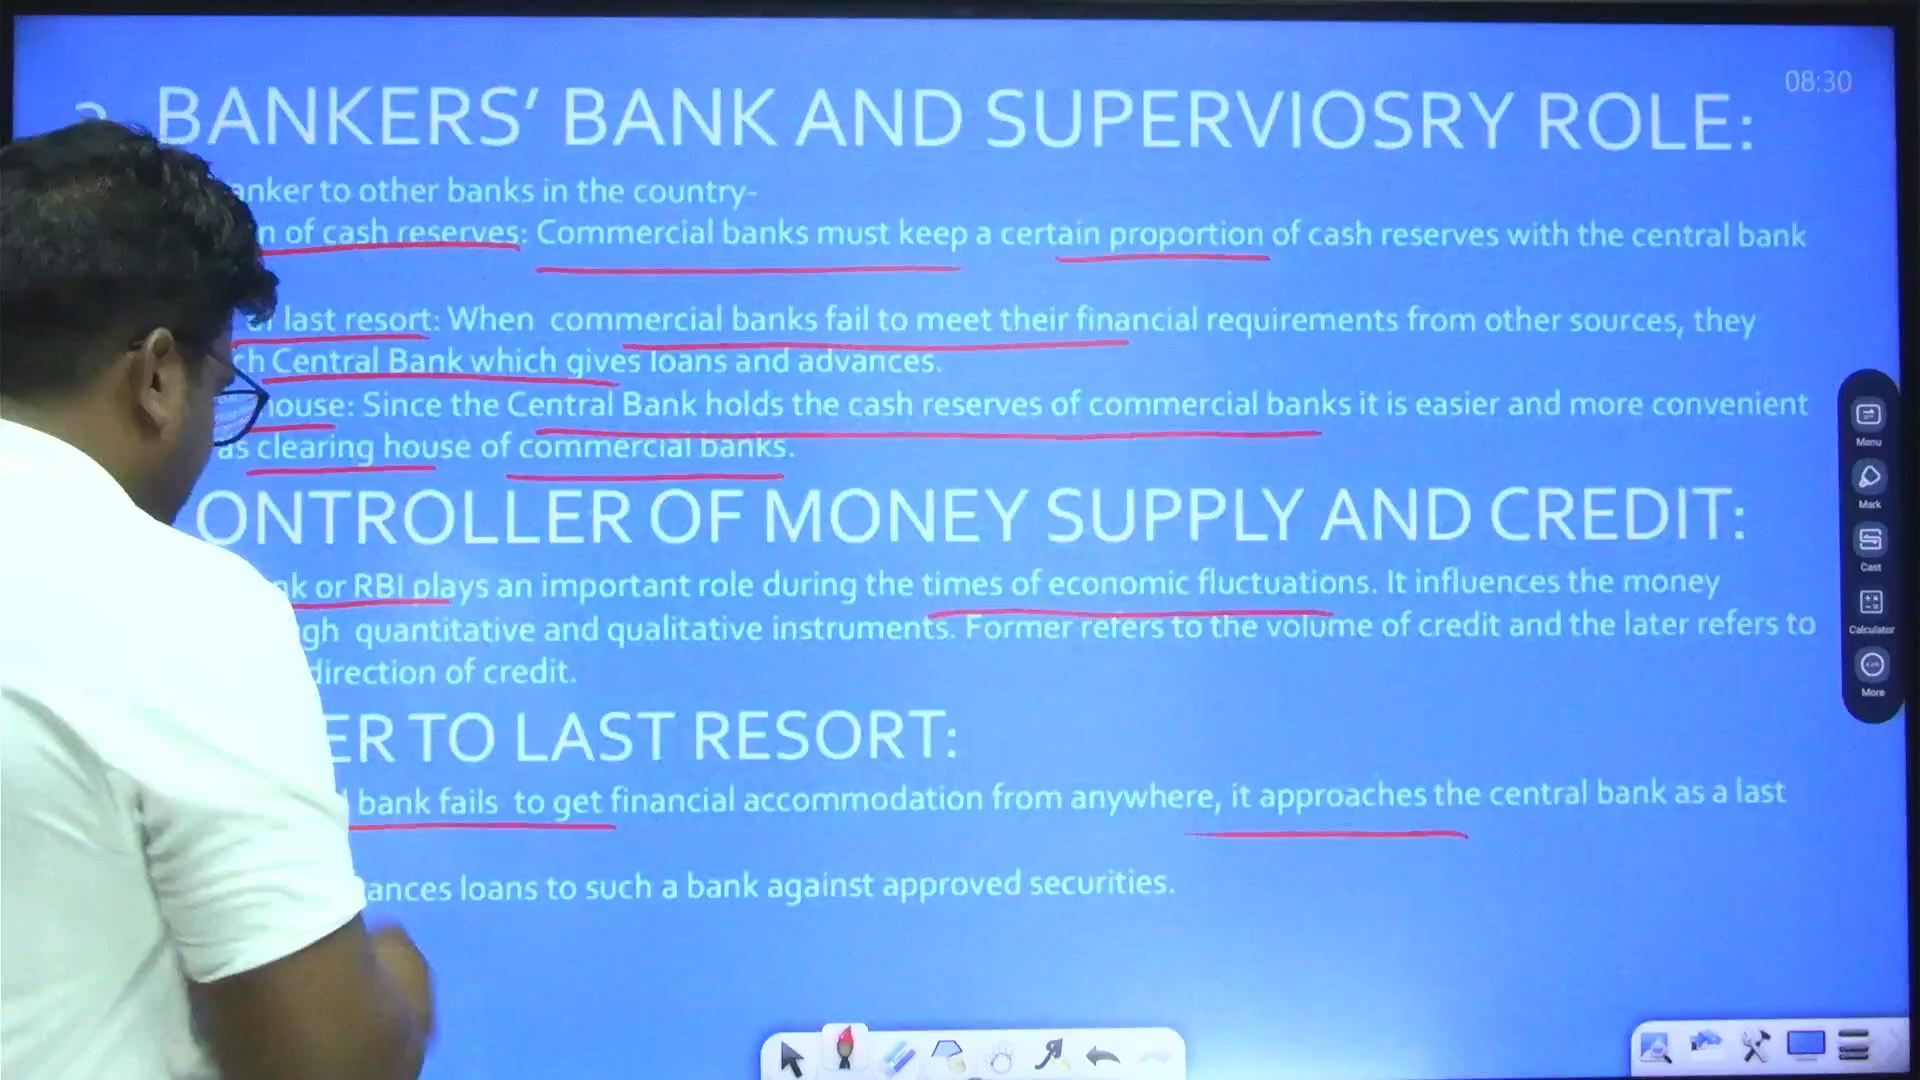 BANKERS' BANK AND SUPERVIOSRY ROLE:
08:30
to other banks in the country-
of cash reserves: Commercial banks must keep a certain proportion of cash reserves with the central bank
last resort: When commercial banks fail to meet their financial requirements from other sources, they
Central Bank which gives loans and advances.
Since the Central Bank holds the cash reserves of commercial banks it is easier and more convenient
as clearing house of commercial banks.
OF MONEY SUPPLY AND CREDIT:
or RBI plays an important role during the times of economic fluctuations. It influences the money
quantitative and qualitative instruments. Former refers to the volume of credit and the later refers to
direction of credit.
TO LAST RESORT:
bank fails to get financial accommodation from anywhere, it approaches the central bank as a last
loans to such a bank against approved securities.
Menu
Mark
Cast
Calculator
More